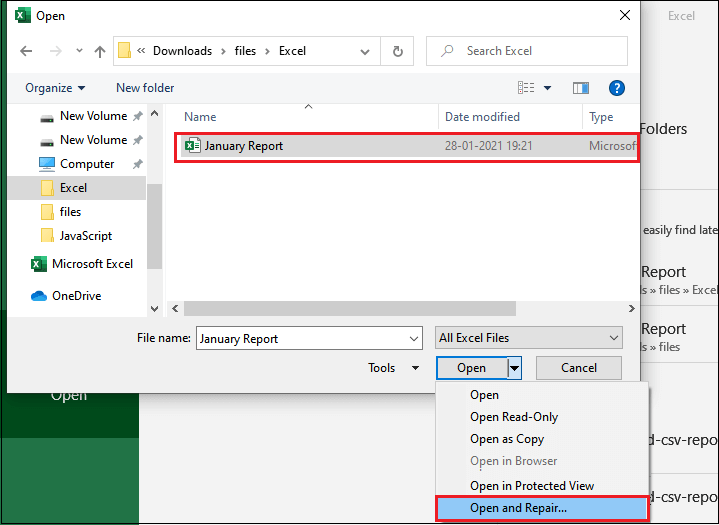 Open
Excel
Downloads
files
Excel
Search Excel
Organize
New folder
Name
Date modified
Type
New Volume
New Volume
Computer
Excel
files
JavaScript
Microsoft Excel
OneDrive
January Report
28-01-2021 19:21
Microsof
Folders
easily find late
Report
ds » files » Excel
Report
ds » files
d-csv-repo
d-csv-repo
File name:
January Report
All Excel Files
Tools
Open
Cancel
Open
Open
Open Read-Only
Open as Copy
Open in Browser
Open in Protected View
Open and Repair...